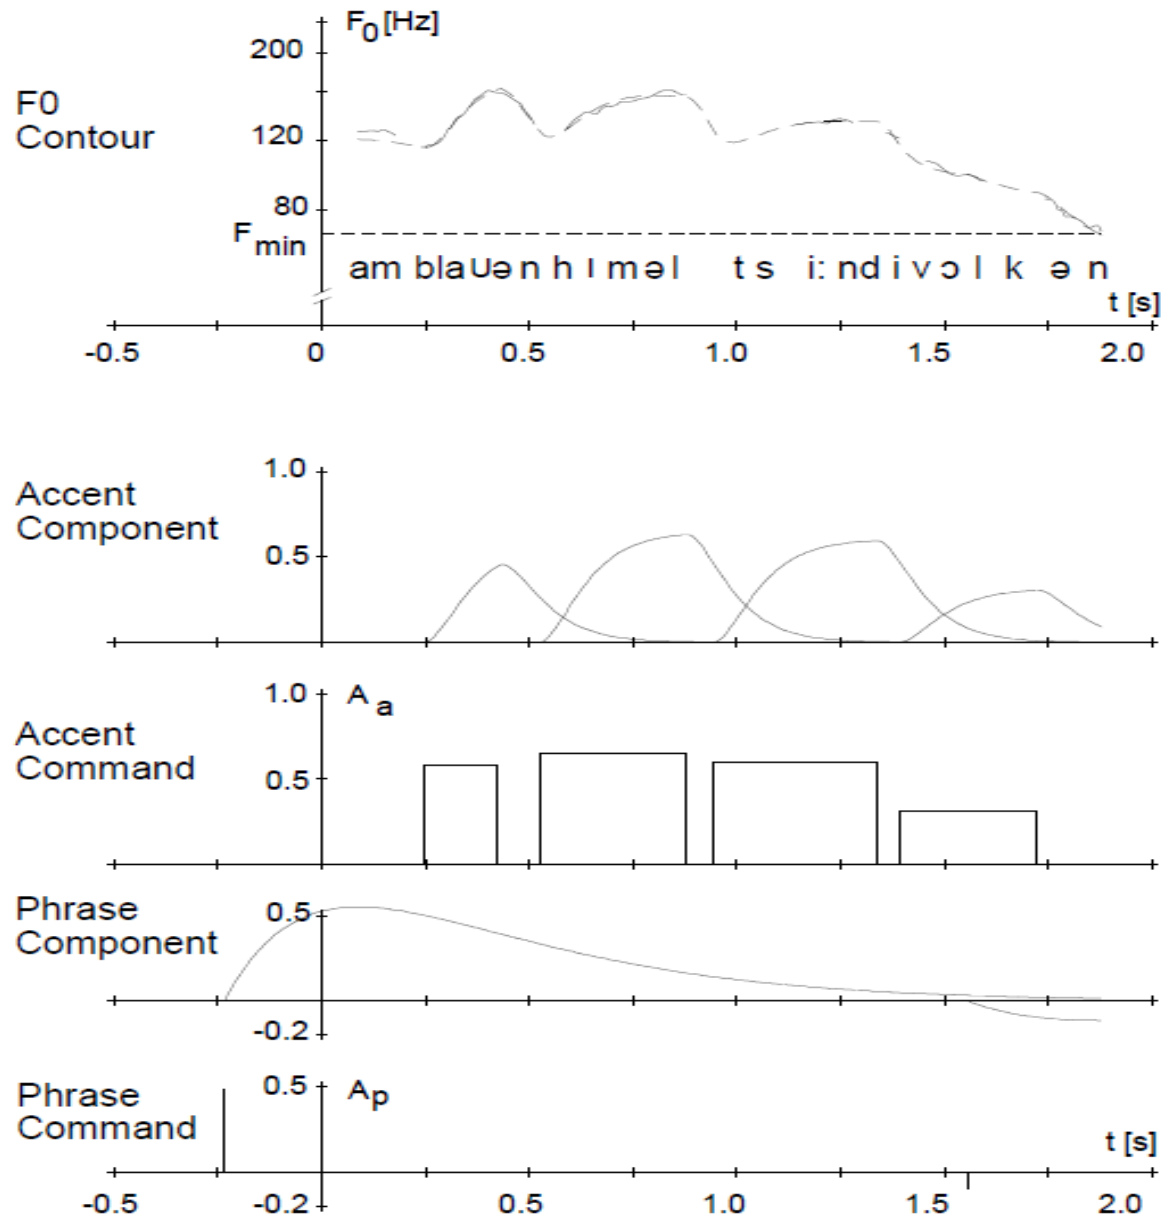 F0 [Hz]
200
F0
Contour
120
80
Fmin
am blaUən hɪməl ts i:ndivɔlkən
t [s]
-0.5 0 0.5 1.0 1.5 2.0
1.0
Accent
Component
0.5
1.0 Aa
Accent
Command
0.5
Phrase
Component
0.5
-0.2
0.5 Ap
Phrase
Command
t [s]
-0.5 -0.2 0.5 1.0 1.5 2.0